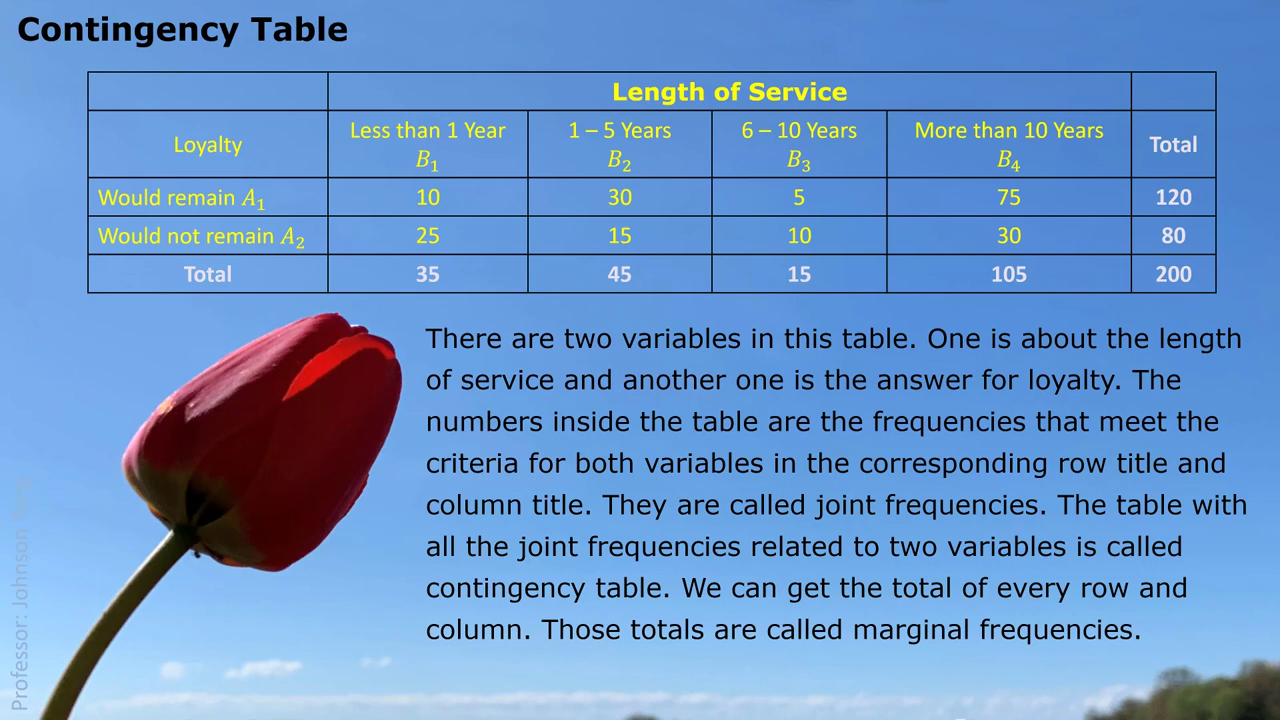 Contingency Table
Length of Service
Loyalty Less than 1 Year B₁ 1 – 5 Years B₂ 6 – 10 Years B₃ More than 10 Years B₄ Total
Would remain A₁ 10 30 5 75 120
Would not remain A₂ 25 15 10 30 80
Total 35 45 15 105 200
There are two variables in this table. One is about the length
of service and another one is the answer for loyalty. The
numbers inside the table are the frequencies that meet the
criteria for both variables in the corresponding row title and
column title. They are called joint frequencies. The table with
all the joint frequencies related to two variables is called
contingency table. We can get the total of every row and
column. Those totals are called marginal frequencies.
Professor: Johnson